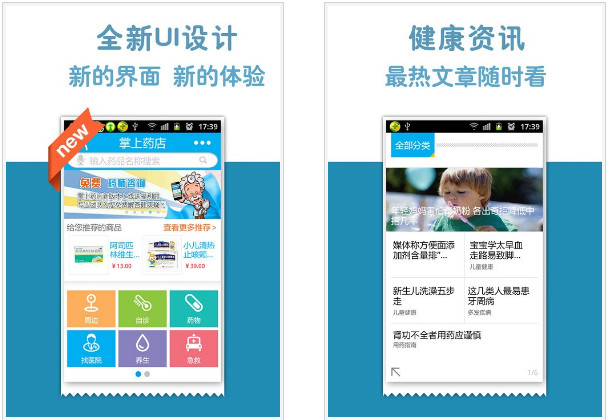 全新UI设计
新的界面 新的体验
new
17:39
掌上药店
输入药品名称搜索
免费 药师咨询
给您推荐的商品
查看更多推荐 >
阿司匹
林维生...
¥ 13.00
小儿清热
止咳颗...
¥ 39.60
周边
自诊
药物
找医院
养生
急救
健康资讯
最热文章随时看
17:39
全部分类
媒体称方便面添
加剂含量排“...
宝宝学太早血
走路易致脚...
儿童健康
新生儿洗澡五步
走
儿童健康
这几类人最易患
牙周病
多发疾病
肾功不全者用药应谨慎
用药指南
1/6